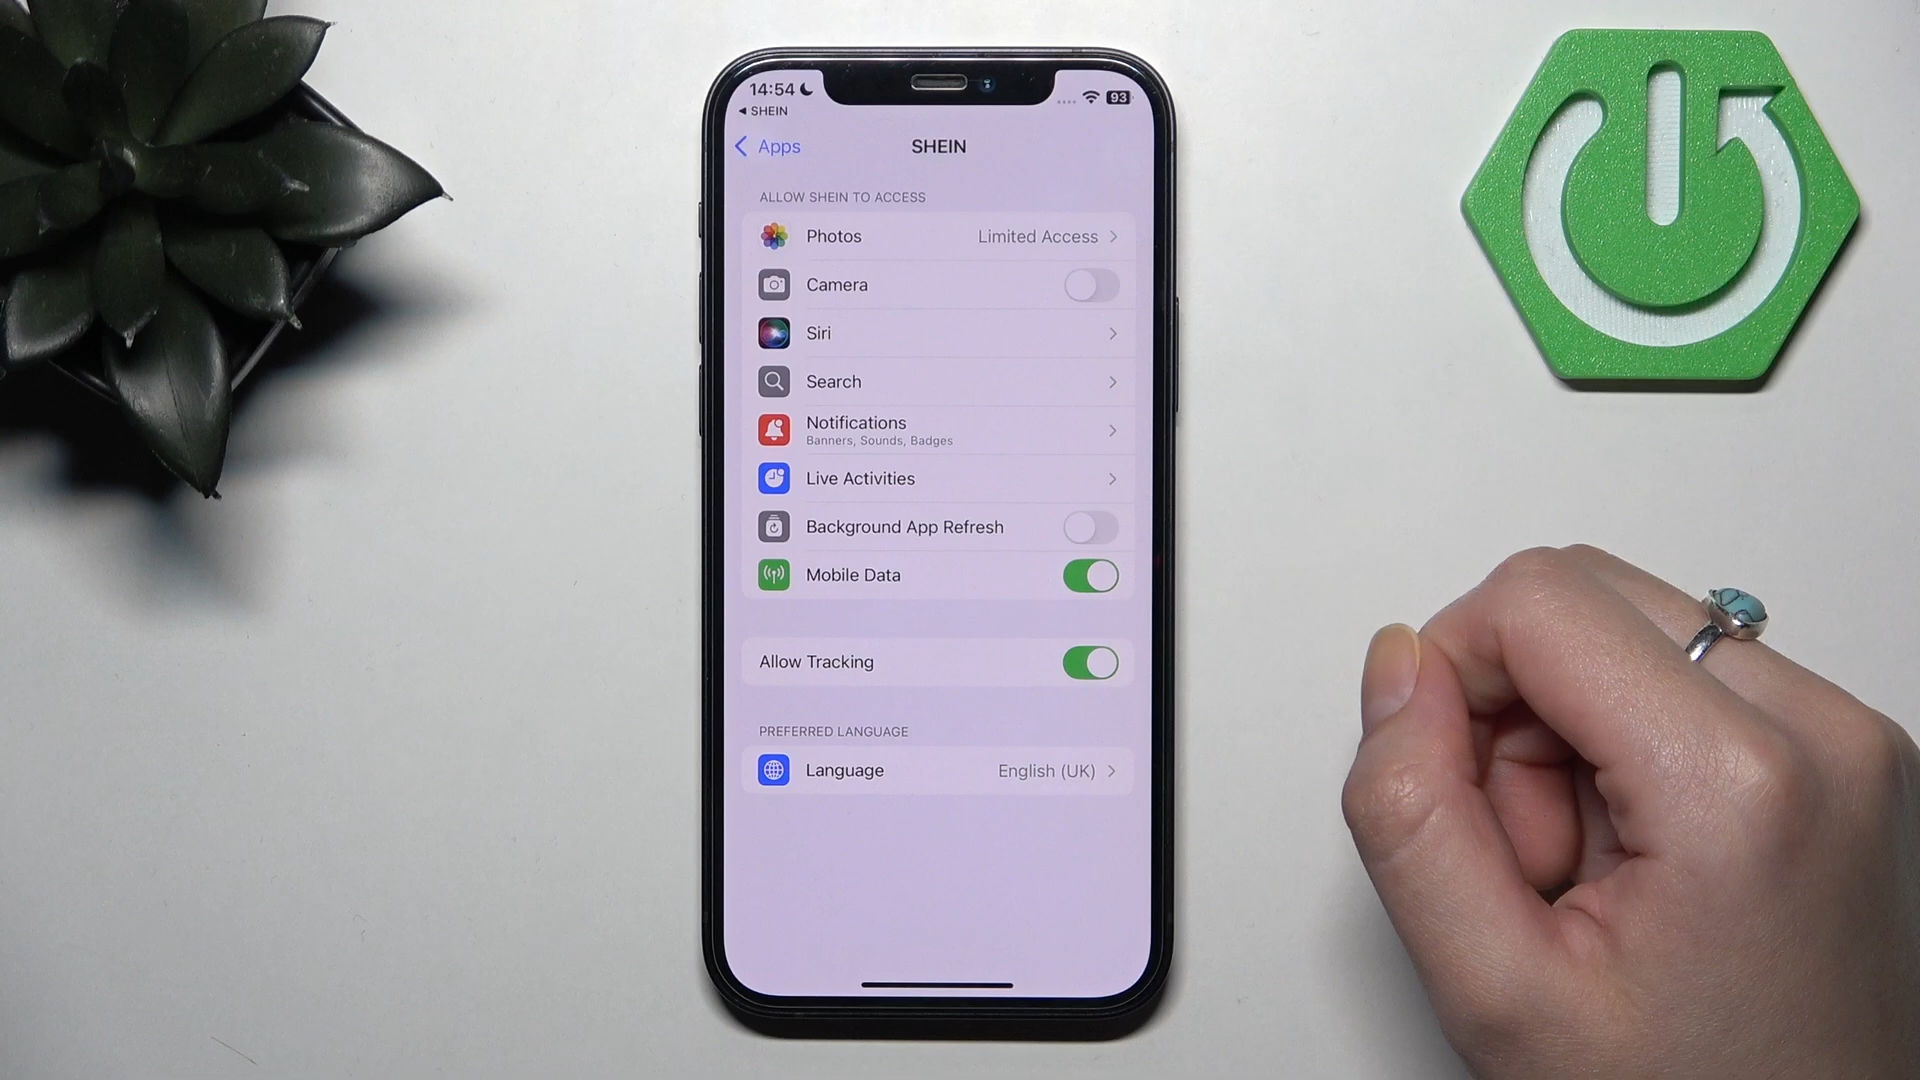 14:54
93
SHEIN
Apps
SHEIN
ALLOW SHEIN TO ACCESS
Photos Limited Access
Camera
Siri
Search
Notifications
Banners, Sounds, Badges
Live Activities
Background App Refresh
Mobile Data
Allow Tracking
PREFERRED LANGUAGE
Language English (UK)